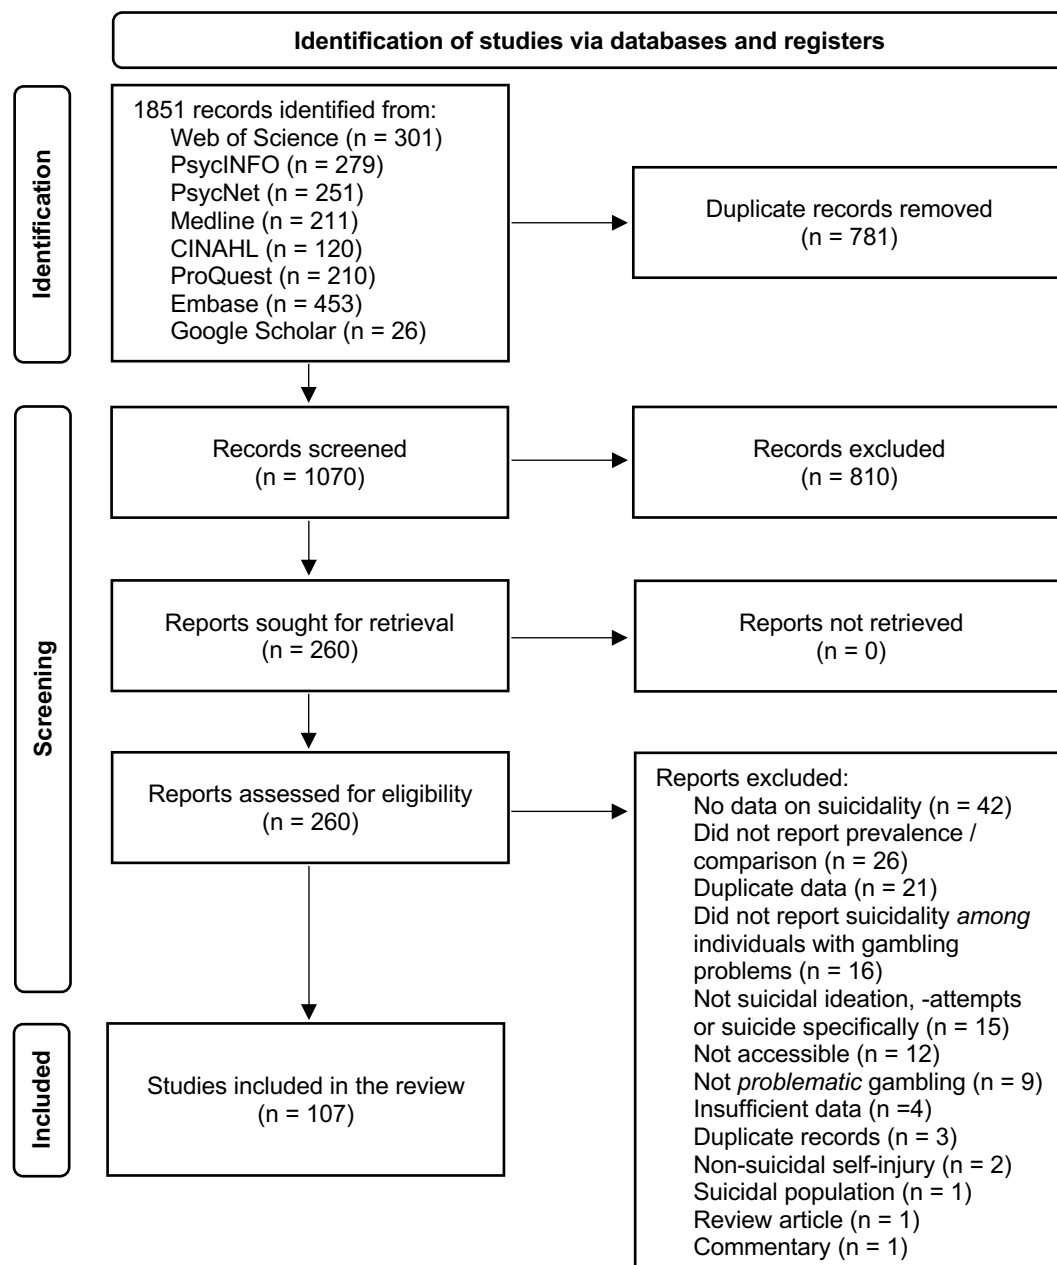 Identification of studies via databases and registers
Identification
1851 records identified from:
Web of Science (n = 301)
PsycINFO (n = 279)
PsycNet (n = 251)
Medline (n = 211)
CINAHL (n = 120)
ProQuest (n = 210)
Embase (n = 453)
Google Scholar (n = 26)
Duplicate records removed
(n = 781)
Screening
Records screened
(n = 1070)
Records excluded
(n = 810)
Reports sought for retrieval
(n = 260)
Reports not retrieved
(n = 0)
Reports assessed for eligibility
(n = 260)
Reports excluded:
No data on suicidality (n = 42)
Did not report prevalence /
comparison (n = 26)
Duplicate data (n = 21)
Did not report suicidality among
individuals with gambling
problems (n = 16)
Not suicidal ideation, -attempts
or suicide specifically (n = 15)
Not accessible (n = 12)
Not problematic gambling (n = 9)
Insufficient data (n =4)
Duplicate records (n = 3)
Non-suicidal self-injury (n = 2)
Suicidal population (n = 1)
Review article (n = 1)
Commentary (n = 1)
Included
Studies included in the review
(n = 107)